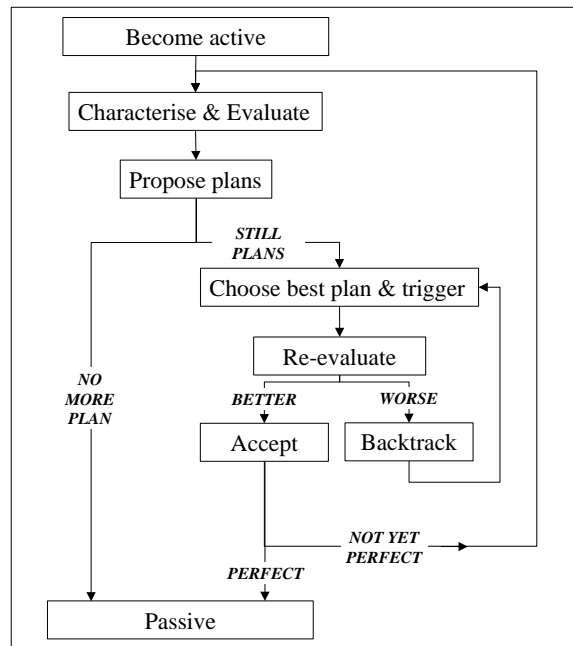 Become active
Characterise & Evaluate
Propose plans
STILL
PLANS
Choose best plan & trigger
Re-evaluate
NO
MORE
PLAN
BETTER
WORSE
Accept
Backtrack
NOT YET
PERFECT
PERFECT
Passive